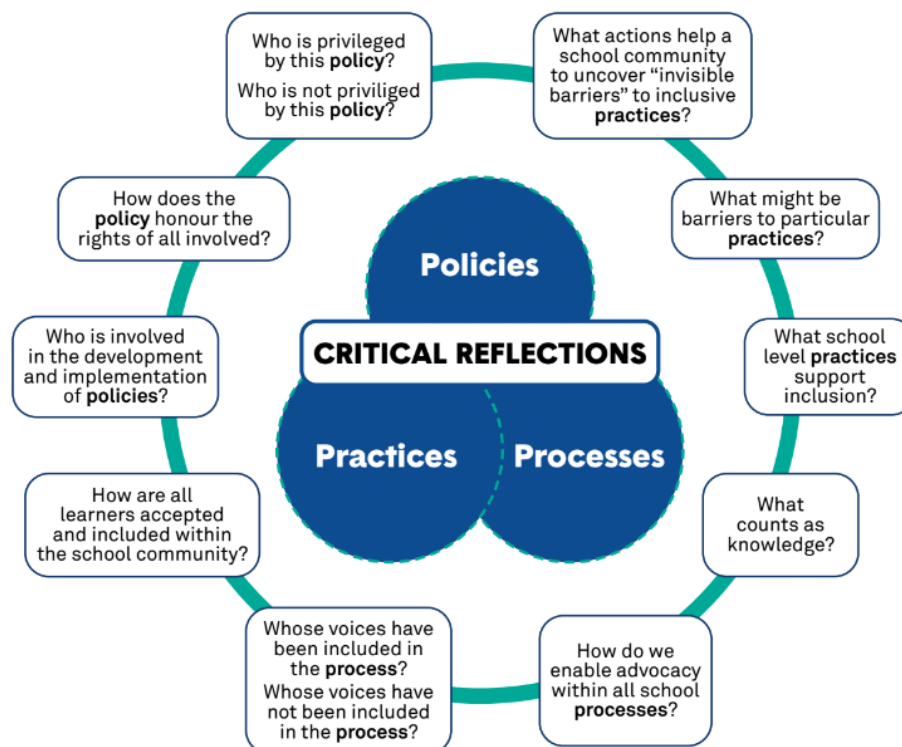 Who is privileged
by this policy?
Who is not priviliged
by this policy?
What actions help a
school community
to uncover “invisible
barriers” to inclusive
practices?
How does the
policy honour the
rights of all involved?
What might be
barriers to particular
practices?
Policies
CRITICAL REFLECTIONS
Practices
Processes
Who is involved
in the development
and implementation
of policies?
What school
level practices
support
inclusion?
How are all
learners accepted
and included within
the school community?
What
counts as
knowledge?
Whose voices have
been included in
the process?
Whose voices have
not been included
in the process?
How do we
enable advocacy
within all school
processes?